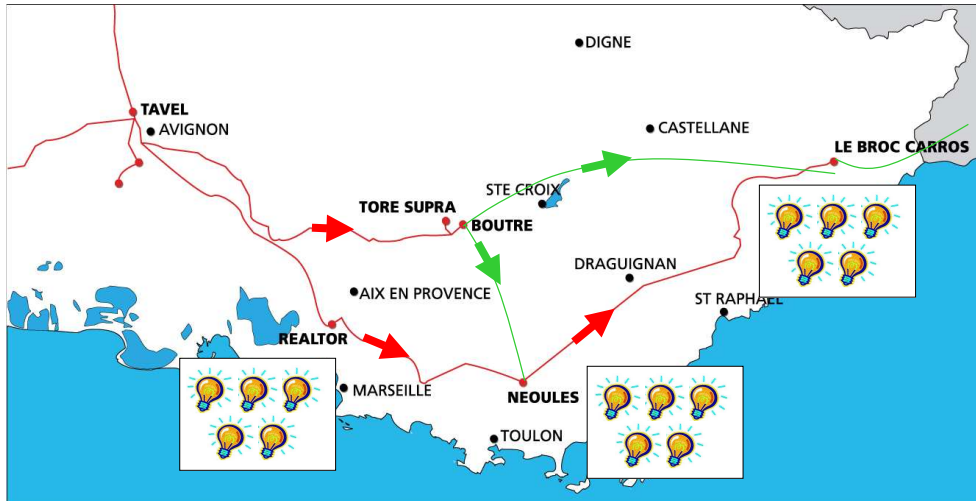 DIGNE
TAVEL
AVIGNON
CASTELLANE
LE BROC CARROS
STE CROIX
TORE SUPRA
BOUTRE
DRAGUIGNAN
AIX EN PROVENCE
ST RAPHAEL
REALTOR
MARSEILLE
NEOULES
TOULON